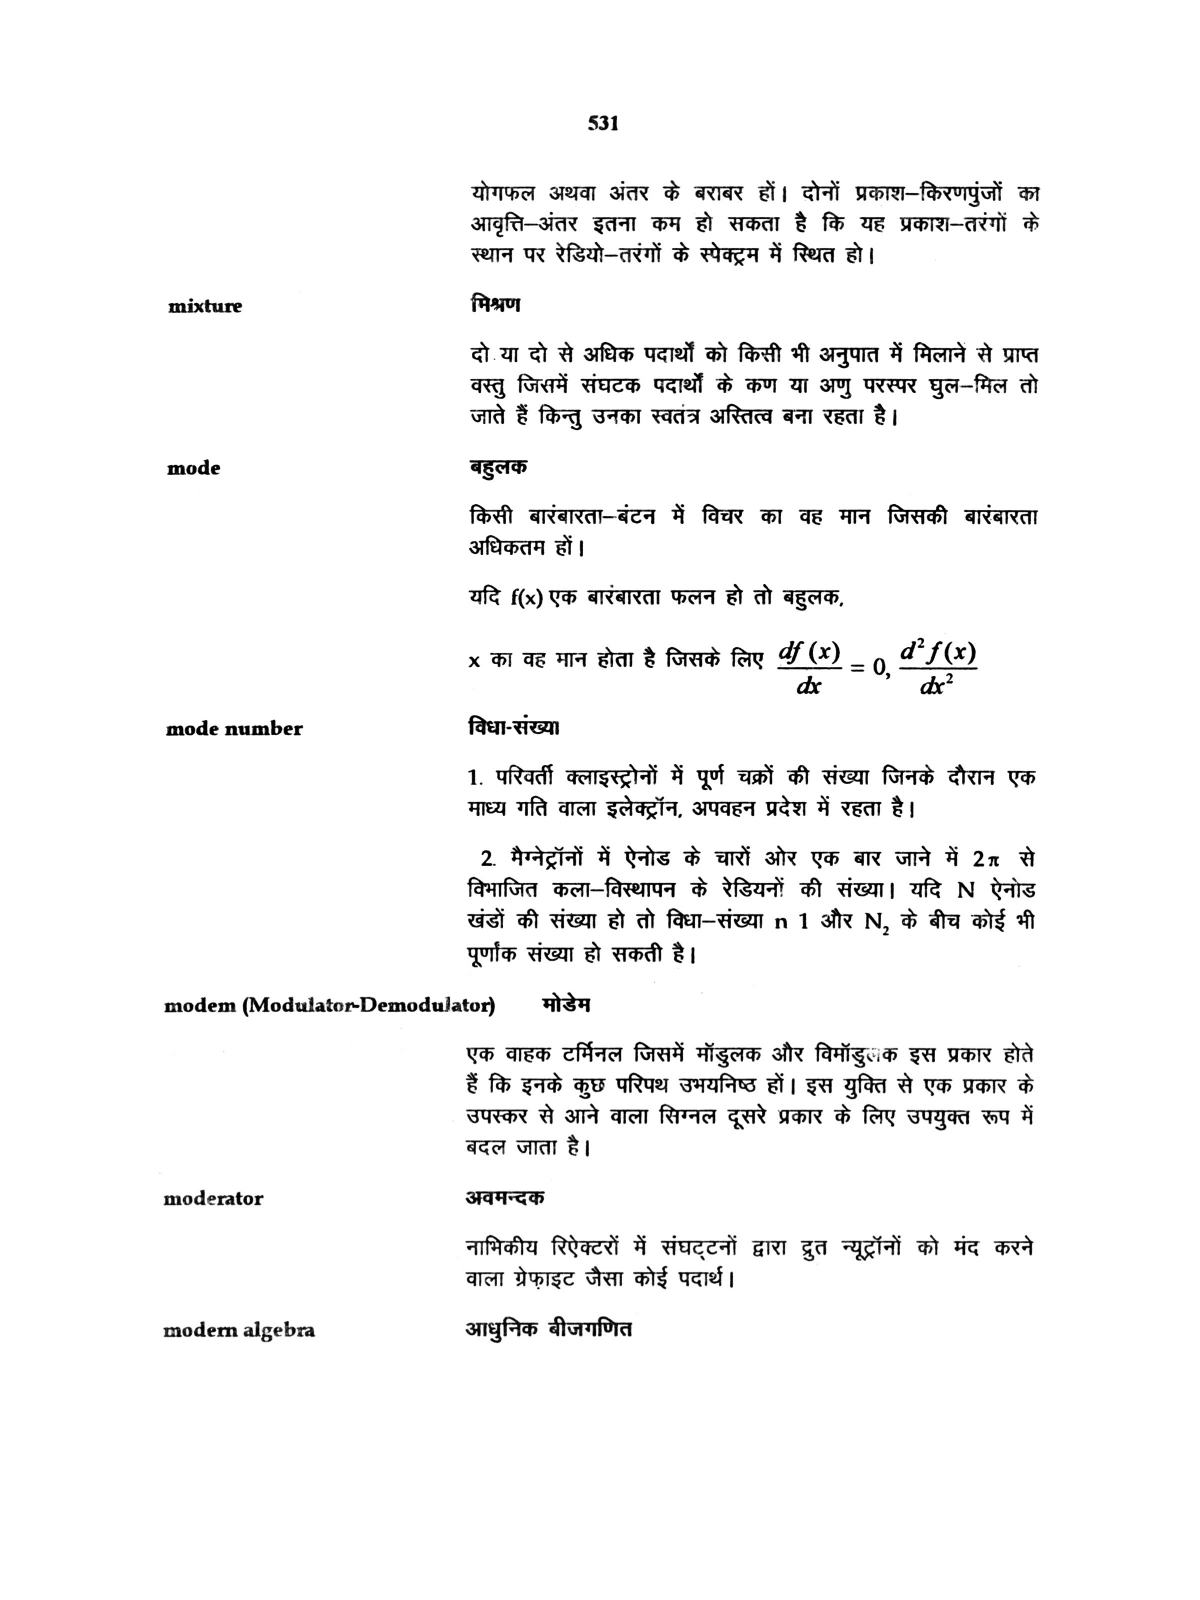 531
योगफल अथवा अंतर के बराबर हों। दोनों प्रकाश–किरणपुंजों का
आवृत्ति–अंतर इतना कम हो सकता है कि यह प्रकाश–तरंगों के
स्थान पर रेडियो–तरंगों के स्पेक्ट्रम में स्थित हो।
mixture मिश्रण
दो या दो से अधिक पदार्थों को किसी भी अनुपात में मिलाने से प्राप्त
वस्तु जिसमें संघटक पदार्थों के कण या अणु परस्पर घुल–मिल तो
जाते हैं किन्तु उनका स्वतंत्र अस्तित्व बना रहता है।
mode बहुलक
किसी बारंबारता–बंटन में विचर का वह मान जिसकी बारंबारता
अधिकतम हों।
यदि f(x) एक बारंबारता फलन हो तो बहुलक,
x का वह मान होता है जिसके लिए \frac{df(x)}{dx} = 0, \frac{d^2 f(x)}{dx^2}
mode number विधा-संख्या
1. परिवर्ती क्लाइस्ट्रोनों में पूर्ण चक्रों की संख्या जिनके दौरान एक
माध्य गति वाला इलेक्ट्रॉन, अपवहन प्रदेश में रहता है।
2. मैग्नेट्रॉनों में ऐनोड के चारों ओर एक बार जाने में 2π से
विभाजित कला–विस्थापन के रेडियनों की संख्या। यदि N ऐनोड
खंडों की संख्या हो तो विधा–संख्या n 1 और N₂ के बीच कोई भी
पूर्णांक संख्या हो सकती है।
modem (Modulator-Demodulator) मोडेम
एक वाहक टर्मिनल जिसमें मॉडुलक और विमॉडुलक इस प्रकार होते
हैं कि इनके कुछ परिपथ उभयनिष्ठ हों। इस युक्ति से एक प्रकार के
उपस्कर से आने वाला सिग्नल दूसरे प्रकार के लिए उपयुक्त रूप में
बदल जाता है।
moderator अवमन्दक
नाभिकीय रिऐक्टरों में संघट्टनों द्वारा द्रुत न्यूट्रॉनों को मंद करने
वाला ग्रेफ़ाइट जैसा कोई पदार्थ।
modern algebra आधुनिक बीजगणित